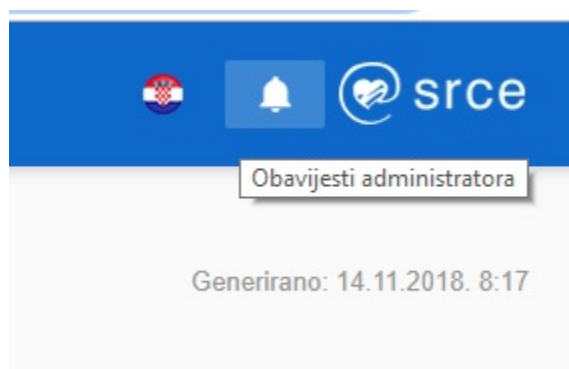 srce
Obavijesti administratora
Generirano: 14.11.2018. 8:17